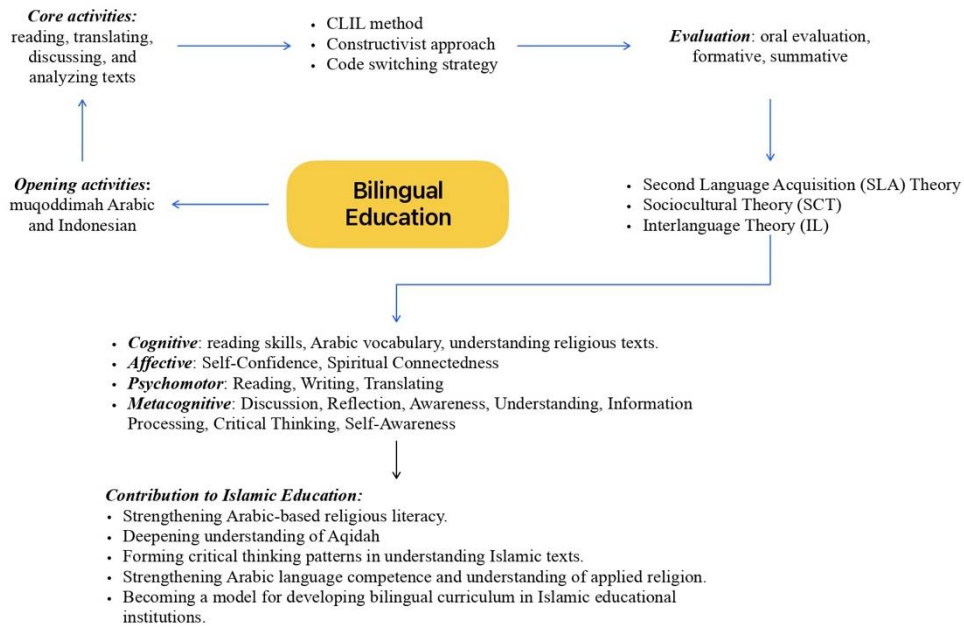 Core activities:
reading, translating,
discussing, and
analyzing texts
• CLIL method
• Constructivist approach
• Code switching strategy
Evaluation: oral evaluation,
formative, summative
Opening activities:
muqoddimah Arabic
and Indonesian
Bilingual
Education
• Second Language Acquisition (SLA) Theory
• Sociocultural Theory (SCT)
• Interlanguage Theory (IL)
• Cognitive: reading skills, Arabic vocabulary, understanding religious texts.
• Affective: Self-Confidence, Spiritual Connectedness
• Psychomotor: Reading, Writing, Translating
• Metacognitive: Discussion, Reflection, Awareness, Understanding, Information
Processing, Critical Thinking, Self-Awareness
Contribution to Islamic Education:
• Strengthening Arabic-based religious literacy.
• Deepening understanding of Aqidah
• Forming critical thinking patterns in understanding Islamic texts.
• Strengthening Arabic language competence and understanding of applied religion.
• Becoming a model for developing bilingual curriculum in Islamic educational
institutions.